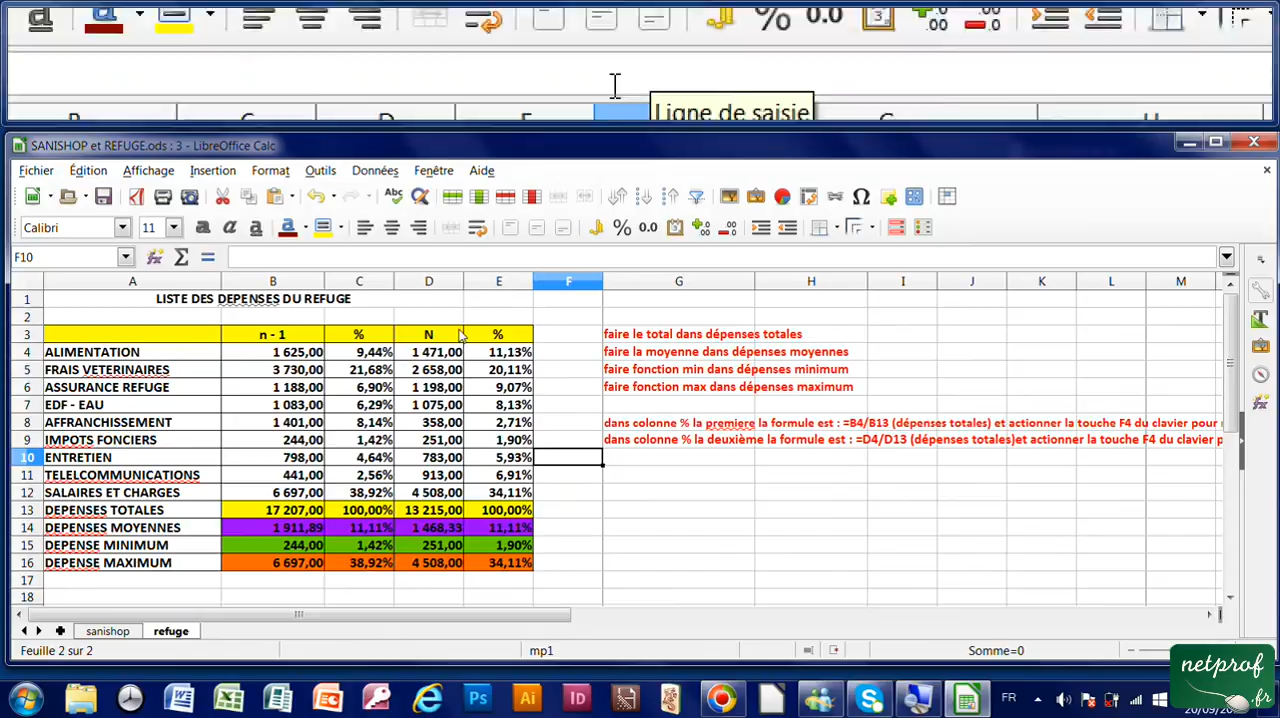 0.0
3
.00
.00
Ligne de saisie
SANISHOP et REFUGE.ods : 3 - LibreOffice Calc
Fichier Édition Affichage Insertion Format Outils Données Fenêtre Aide
Calibri 11
F10
A B C D E F G H I J K L M
1 LISTE DES DEPENSES DU REFUGE
2
3 n - 1 % N % faire le total dans dépenses totales
4 ALIMENTATION 1 625,00 9,44% 1 471,00 11,13% faire la moyenne dans dépenses moyennes
5 FRAIS VETERINAIRES 3 730,00 21,68% 2 658,00 20,11% faire fonction min dans dépenses minimum
6 ASSURANCE REFUGE 1 188,00 6,90% 1 198,00 9,07% faire fonction max dans dépenses maximum
7 EDF - EAU 1 083,00 6,29% 1 075,00 8,13%
8 AFFRANCHISSEMENT 1 401,00 8,14% 358,00 2,71% dans colonne % la premiere la formule est : =B4/B13 (dépenses totales) et actionner la touche F4 du clavier pour
9 IMPOTS FONCIERS 244,00 1,42% 251,00 1,90% dans colonne % la deuxième la formule est : =D4/D13 (dépenses totales)et actionner la touche F4 du clavier
10 ENTRETIEN 798,00 4,64% 783,00 5,93%
11 TELELCOMMUNICATIONS 441,00 2,56% 913,00 6,91%
12 SALAIRES ET CHARGES 6 697,00 38,92% 4 508,00 34,11%
13 DEPENSES TOTALES 17 207,00 100,00% 13 215,00 100,00%
14 DEPENSES MOYENNES 1 911,89 11,11% 1 468,33 11,11%
15 DEPENSE MINIMUM 244,00 1,42% 251,00 1,90%
16 DEPENSE MAXIMUM 6 697,00 38,92% 4 508,00 34,11%
17
18
sanishop refuge
Feuille 2 sur 2 mp1 Somme=0
netprof
.fr
Ps Ai Id FR